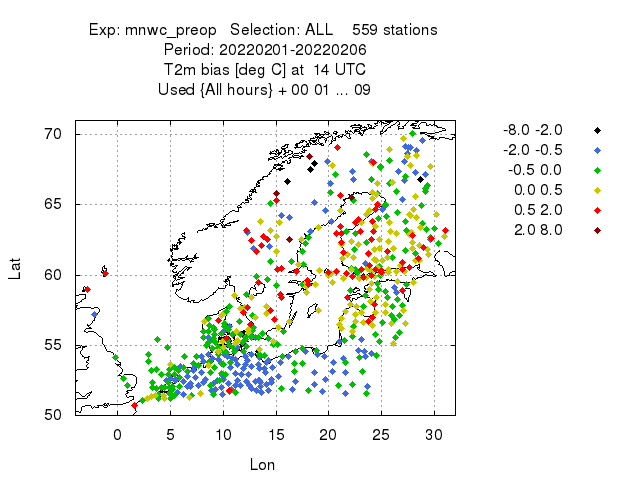 Exp: mnwc_preop Selection: ALL 559 stations
Period: 20220201-20220206
T2m bias [deg C] at 14 UTC
Used {All hours} + 00 01 ... 09
70
65
60
55
50
Lat
0 5 10 15 20 25 30
Lon
-8.0 -2.0
-2.0 -0.5
-0.5 0.0
0.0 0.5
0.5 2.0
2.0 8.0